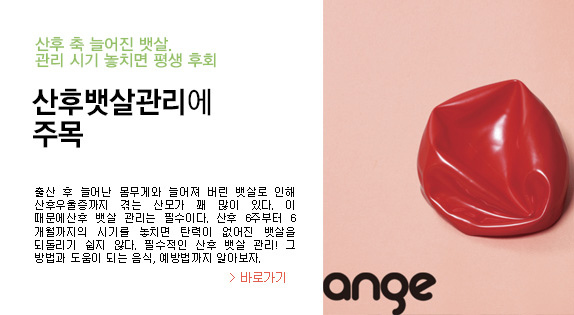 산후 축 늘어진 뱃살.
관리 시기 놓치면 평생 후회
산후뱃살관리에
주목
출산 후 늘어난 몸무게와 늘어져 버린 뱃살로 인해
산후우울증까지 겪는 산모가 꽤 많이 있다. 이
때문에산후 뱃살 관리는 필수이다. 산후 6주부터 6
개월까지의 시기를 놓치면 탄력이 없어진 뱃살을
되돌리기 쉽지 않다. 필수적인 산후 뱃살 관리! 그
방법과 도움이 되는 음식, 예방법까지 알아보자.
> 바로가기
ange